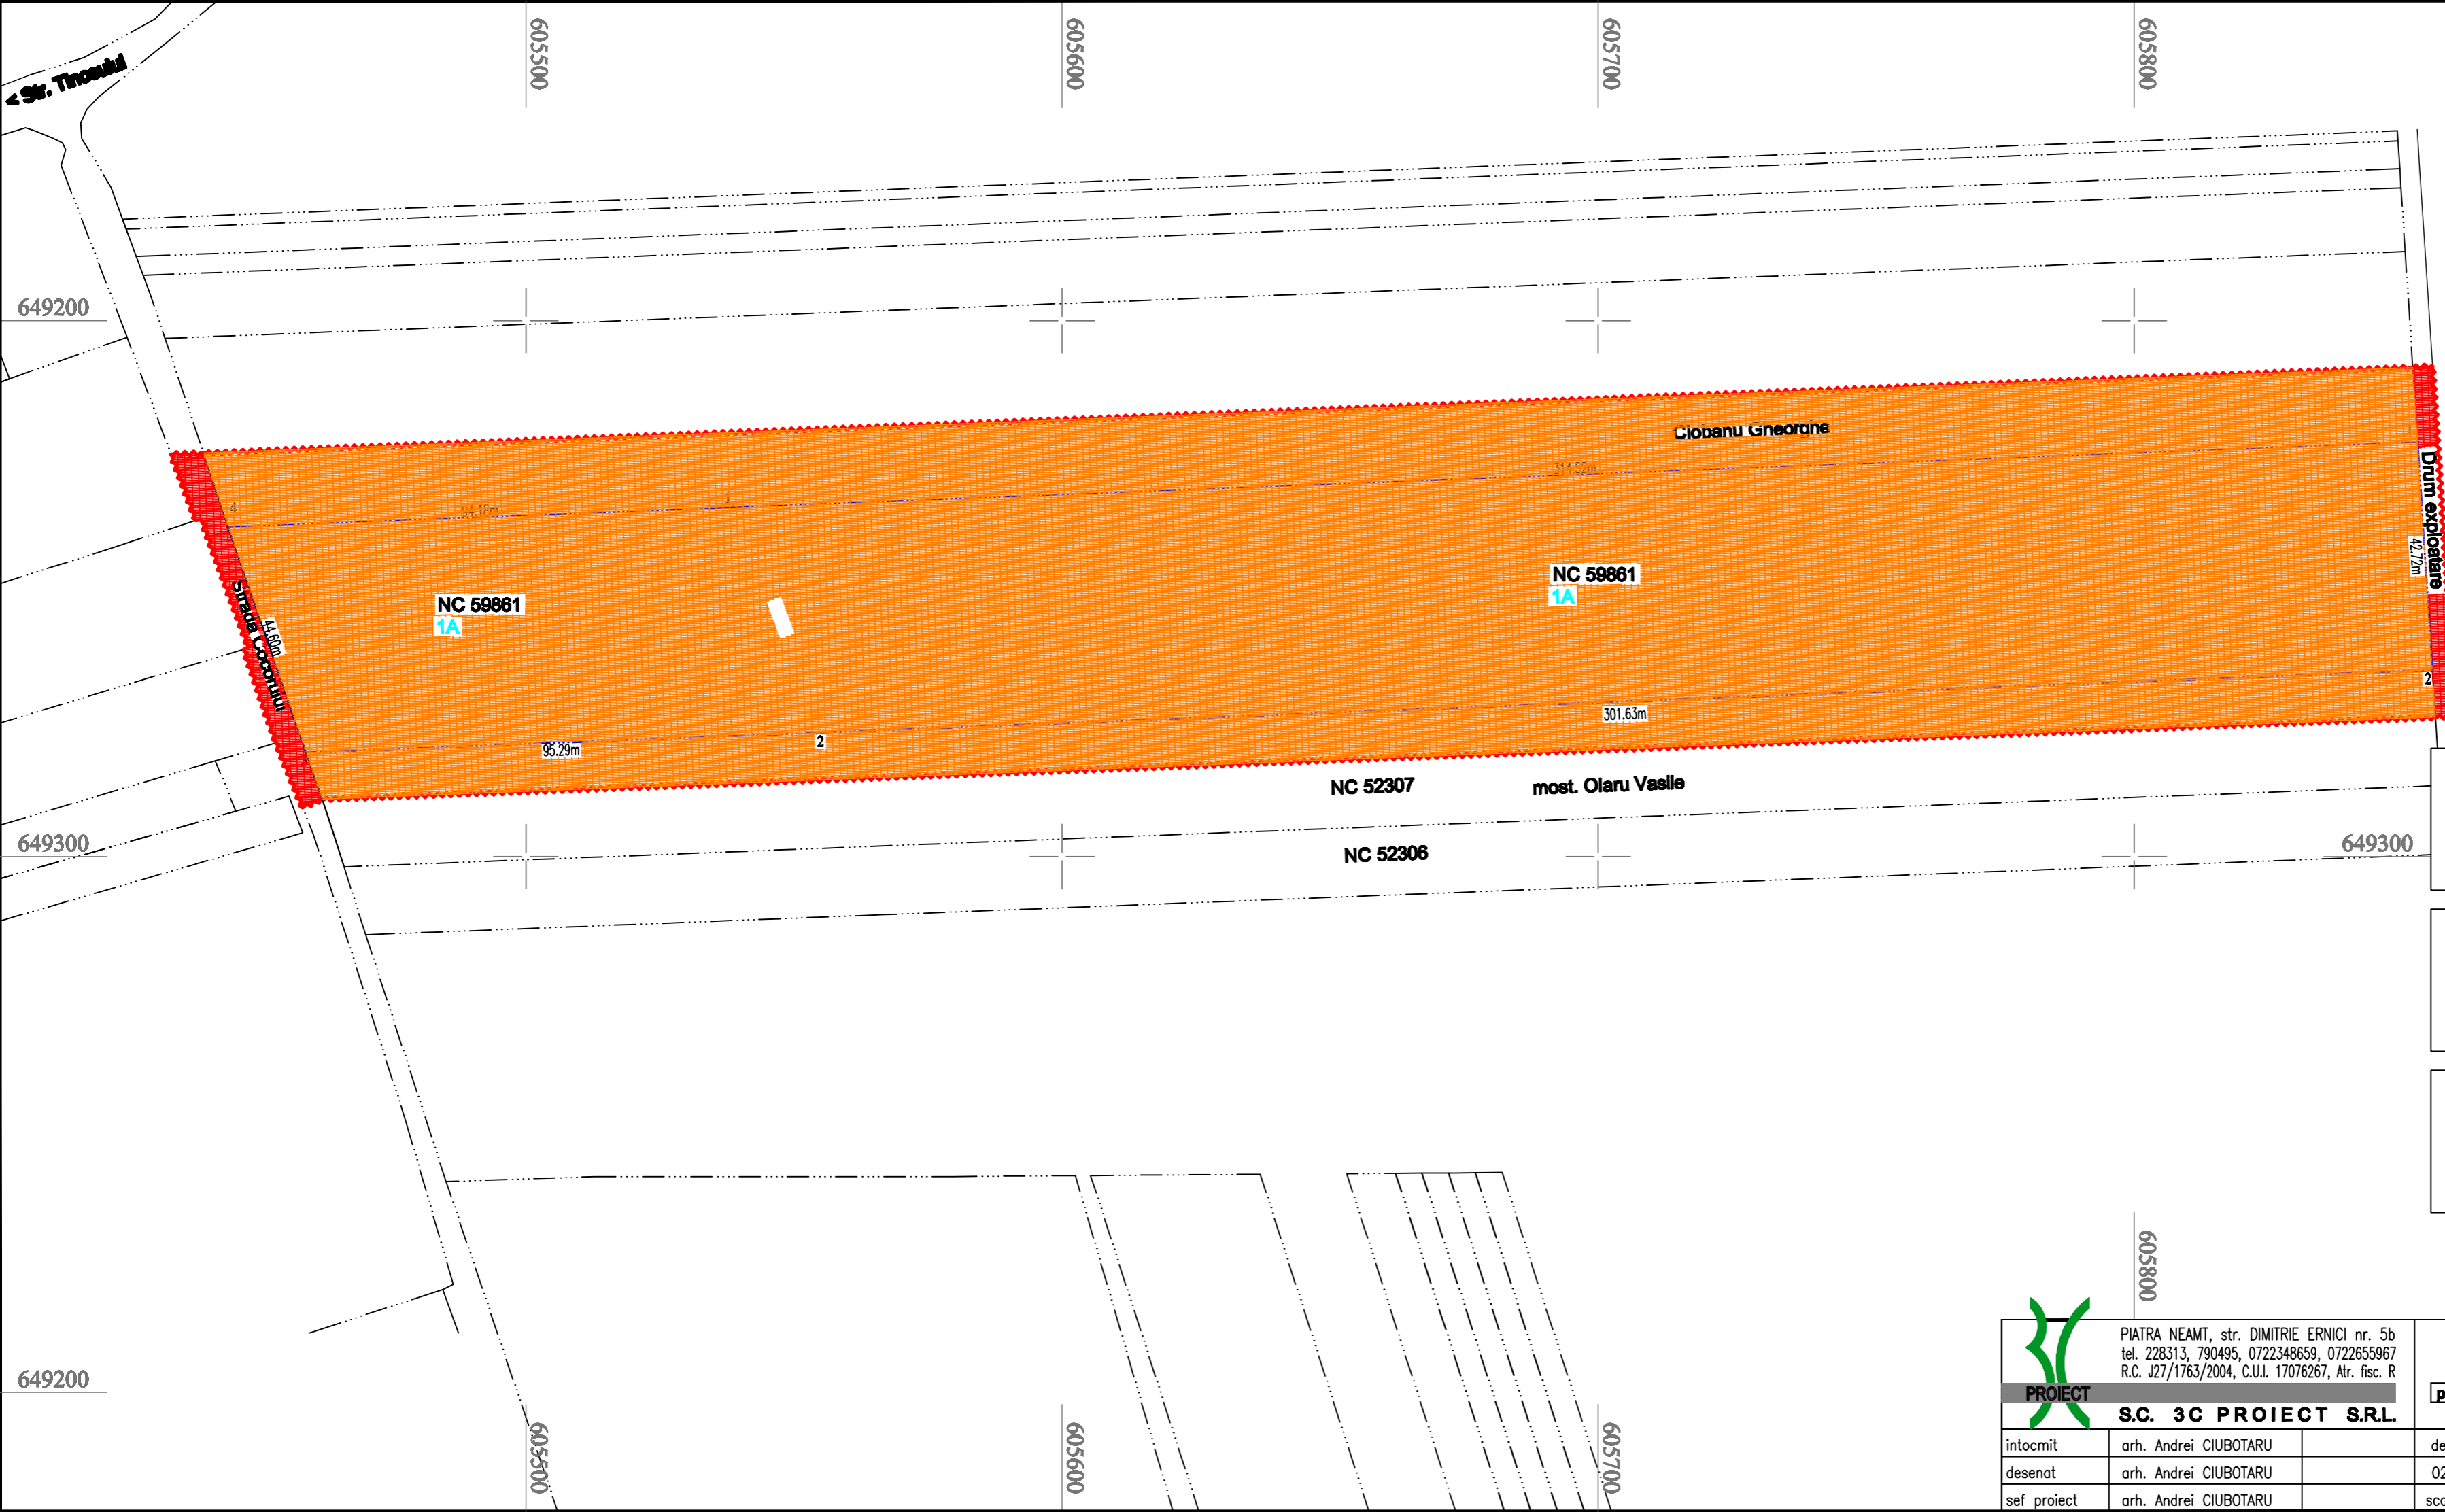 605500
605600
605700
605800
< Str. Tinosului
649200
Ciobanu Gheorghe
1
314.52m
1
4
94.18m
Drum exploatare
42.72m
NC 59861
1A
NC 59861
1A
Strada Cocorului
44.60m
2
301.63m
2
95.29m
3
NC 52307
most. Olaru Vasile
649300
NC 52306
649300
605800
649200
605500
605600
605700
PIATRA NEAMT, str. DIMITRIE ERNICI nr. 5b
tel. 228313, 790495, 0722348659, 0722655967
R.C. J27/1763/2004, C.U.I. 17076267, Atr. fisc. R
PROIECT
S.C. 3C PROIECT S.R.L.
intocmit arh. Andrei CIUBOTARU
desenat arh. Andrei CIUBOTARU
sef proiect arh. Andrei CIUBOTARU